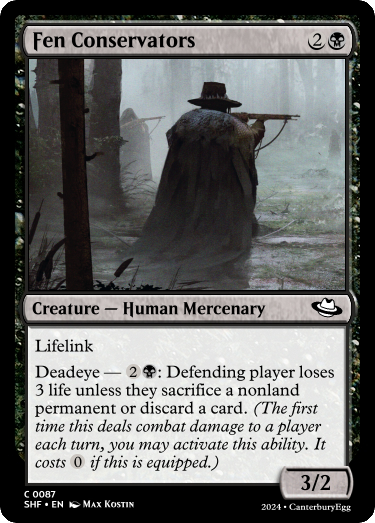 Fen Conservators 2
Creature — Human Mercenary
Lifelink
Deadeye — 2 : Defending player loses
3 life unless they sacrifice a nonland
permanent or discard a card. (The first
time this deals combat damage to a player
each turn, you may activate this ability. It
costs 0 if this is equipped.)
3/2
C 0087
SHF • EN Max Kostin
2024 • CanterburyEgg